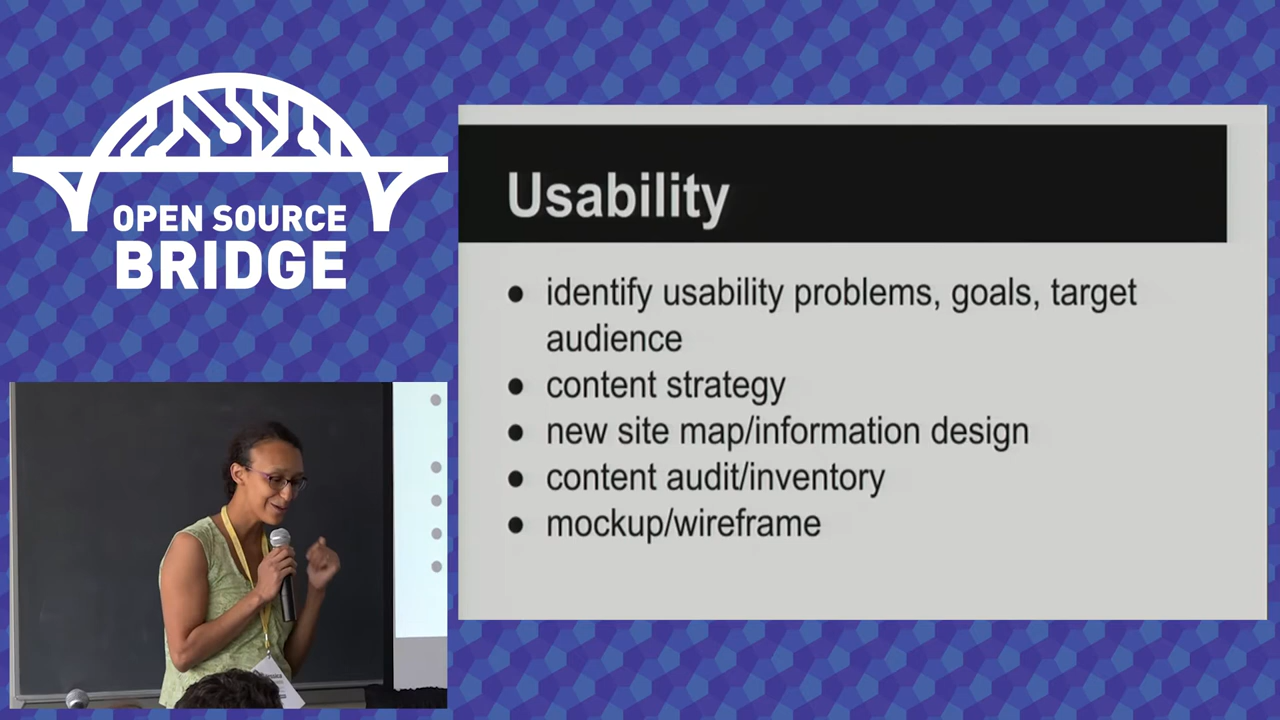 OPEN SOURCE
BRIDGE
Usability
● identify usability problems, goals, target
audience
● content strategy
● new site map/information design
● content audit/inventory
● mockup/wireframe